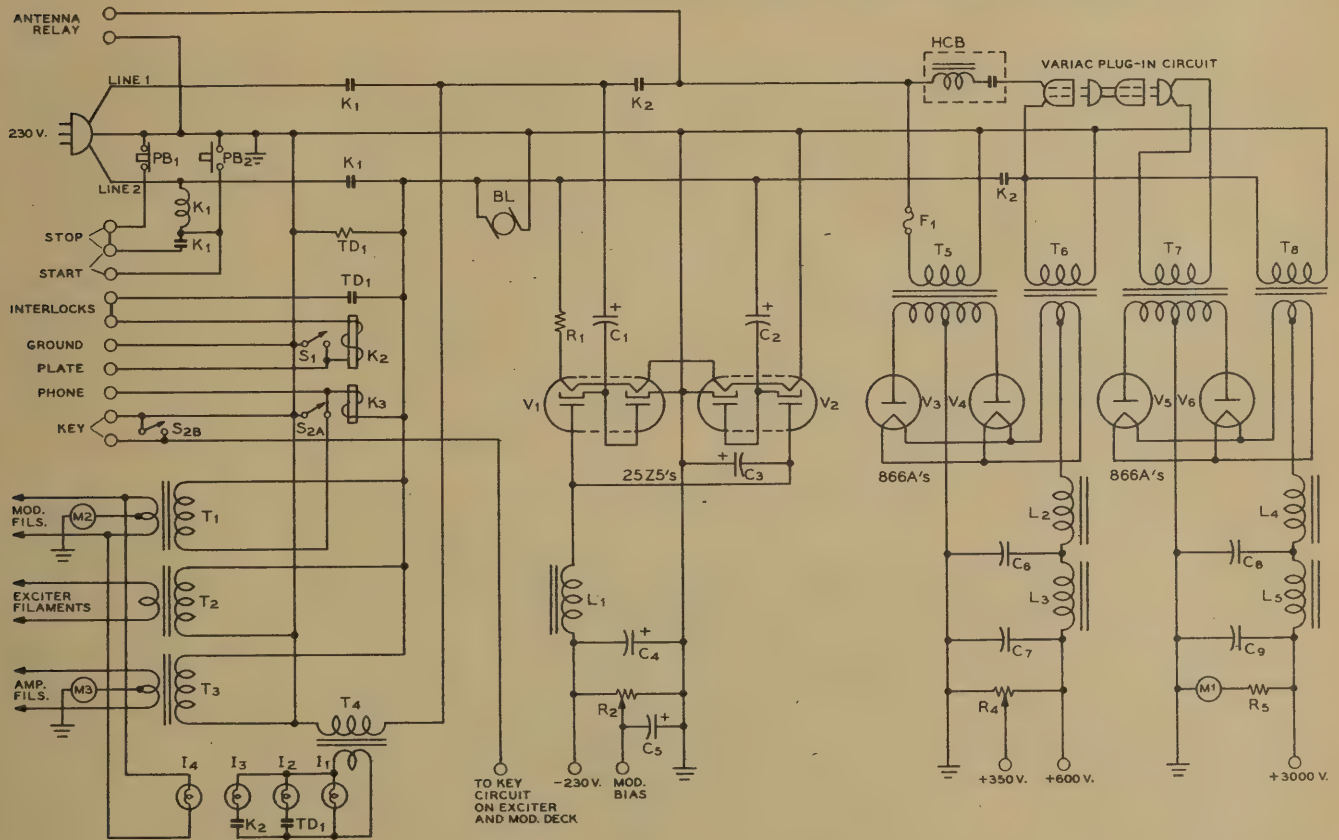 ANTENNA
RELAY
HCB
VARIAC PLUG-IN CIRCUIT
LINE 1
K1
K2
230 V.
PB1
PB2
K1
LINE 2
K1
BL
K2
F1
STOP
K1
TD1
START
TD1
INTERLOCKS
GROUND
S1
K2
PLATE
PHONE
K3
KEY
S2B
S2A
R1
C1
C2
V1
V2
25Z5's
C3
T5
T6
T7
T8
V3
V4
V5
V6
866A's
866A's
MOD.
FILS.
M2
T1
EXCITER
FILAMENTS
T2
AMP.
FILS.
M3
T3
T4
L1
C4
R2
C5
L2
C6
L3
C7
R4
L4
C8
L5
C9
M1
R5
I4
I3
I2
I1
K2
TD1
TO KEY
CIRCUIT
ON EXCITER
AND MOD. DECK
-230 V.
MOD.
BIAS
+350 V.
+600 V.
+3000 V.